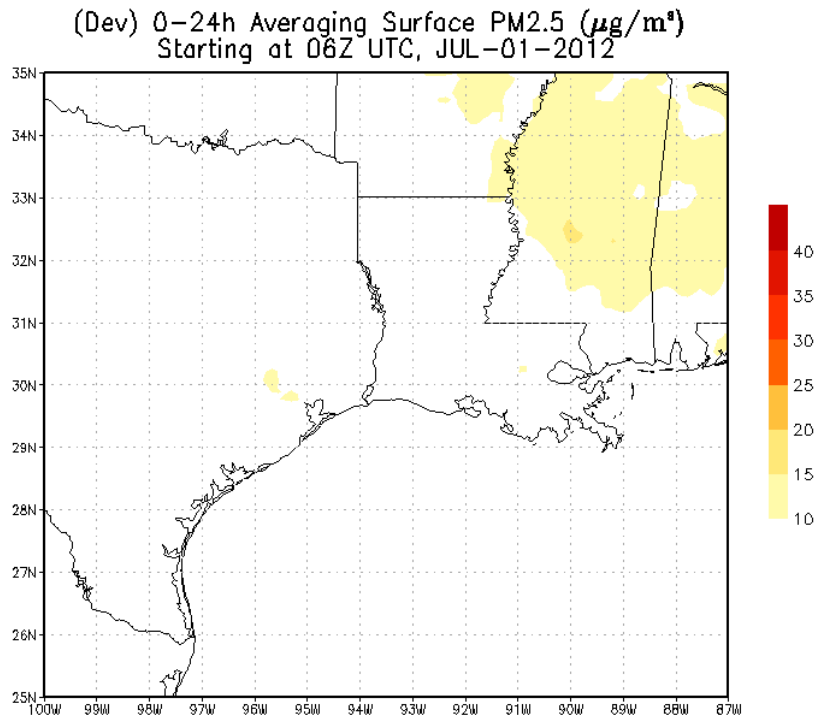 (Dev) 0-24h Averaging Surface PM2.5 (μg/m³)
Starting at 06Z UTC, JUL-01-2012
35N
34N
33N
32N
31N
30N
29N
28N
27N
26N
25N
100W 99W 98W 97W 96W 95W 94W 93W 92W 91W 90W 89W 88W 87W
40
35
30
25
20
15
10